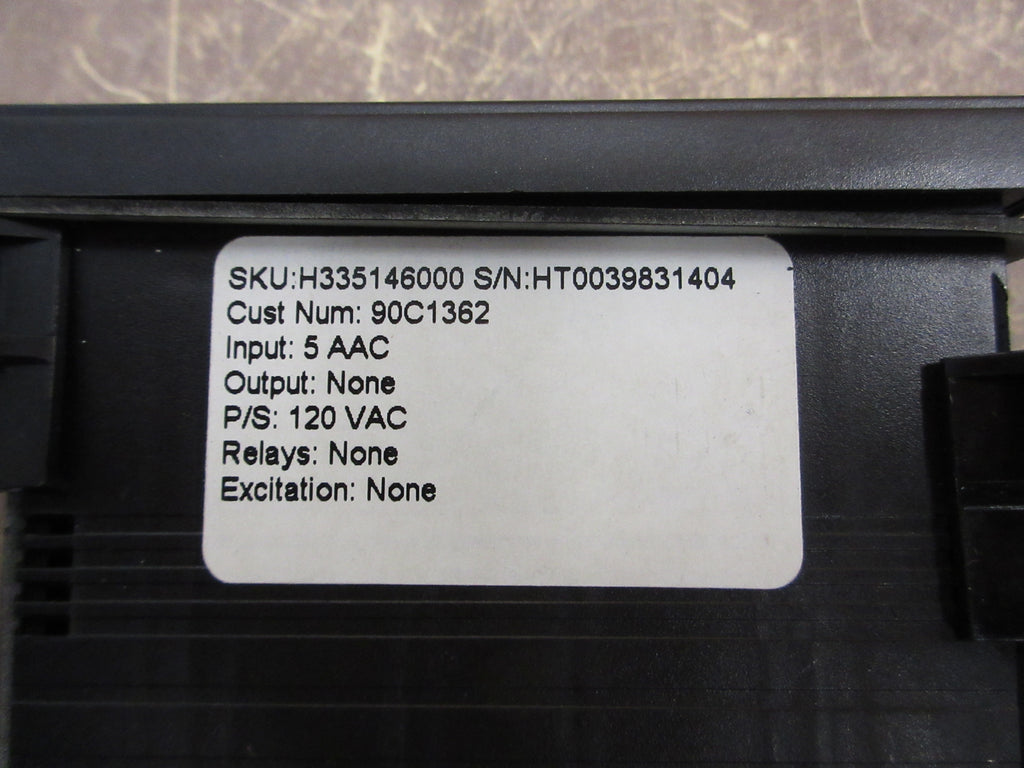 SKU:H335146000 S/N:HT0039831404
Cust Num: 90C1362
Input: 5 AAC
Output: None
P/S: 120 VAC
Relays: None
Excitation: None